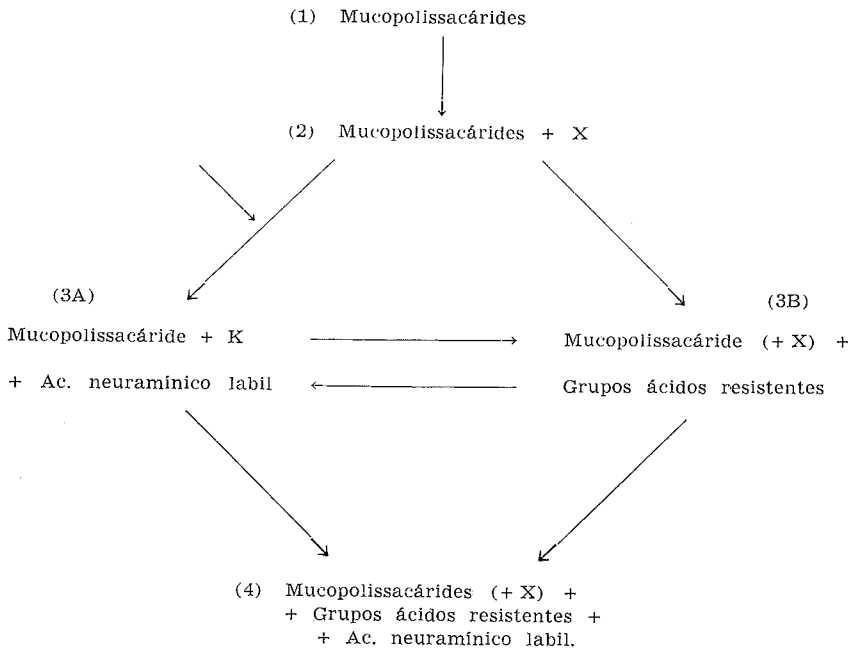 (1) Mucopolissacárides
(2) Mucopolissacárides + X
(3A)
Mucopolissacáride + K
+ Ac. neuramínico labil
(3B)
Mucopolissacáride (+ X) +
Grupos ácidos resistentes
(4) Mucopolissacárides (+ X) +
+ Grupos ácidos resistentes +
+ Ac. neuramínico labil.